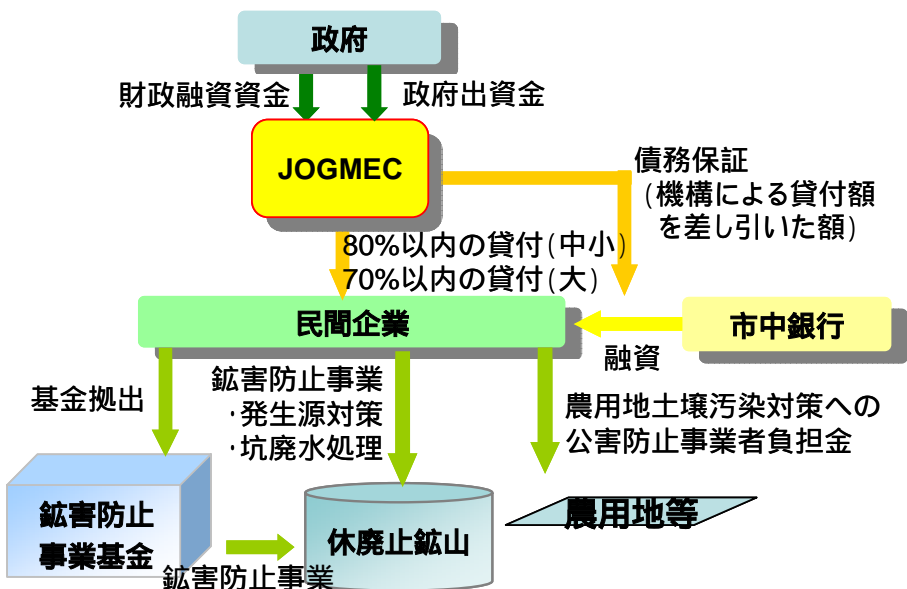 政府
財政融資資金
政府出資金
JOGMEC
債務保証
(機構による貸付額
を差し引いた額)
80%以内の貸付(中小)
70%以内の貸付(大)
民間企業
市中銀行
融資
基金拠出
鉱害防止事業
・発生源対策
・坑廃水処理
農用地土壌汚染対策への
公害防止事業者負担金
鉱害防止
事業基金
休廃止鉱山
農用地等
鉱害防止事業